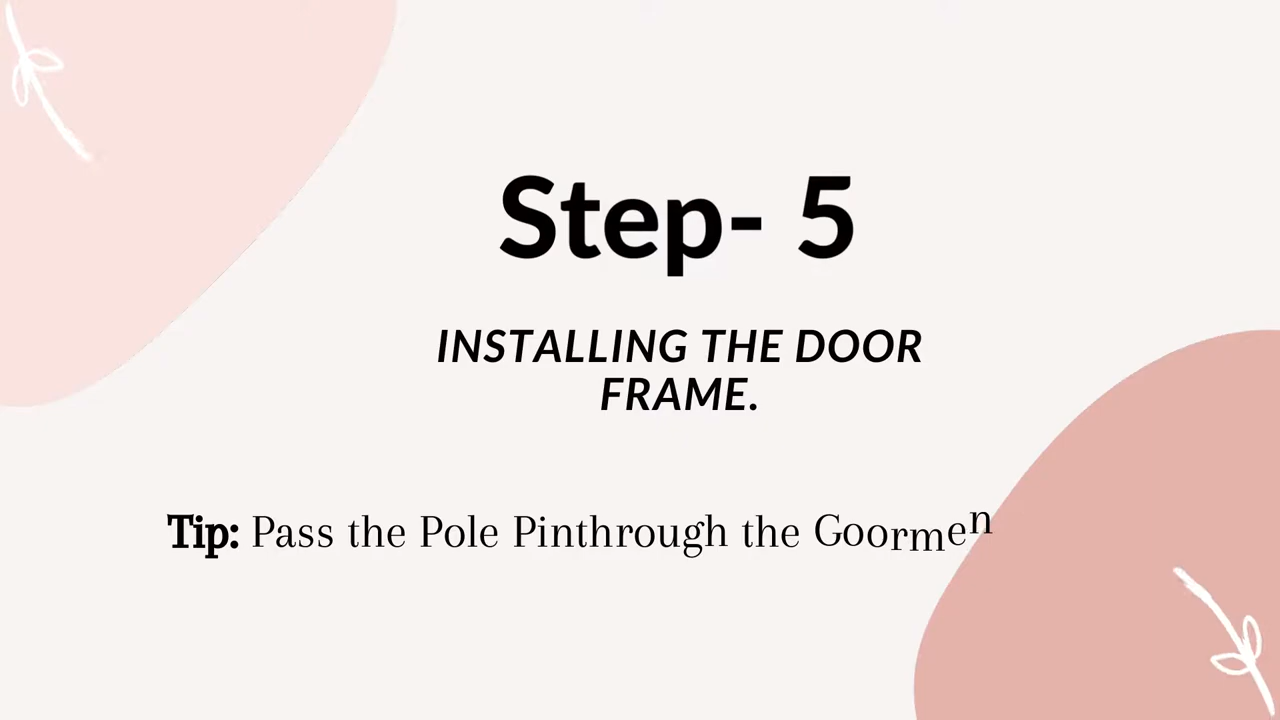 Step- 5
INSTALLING THE DOOR
FRAME.
Tip: Pass the Pole Pinthrough the Goormen